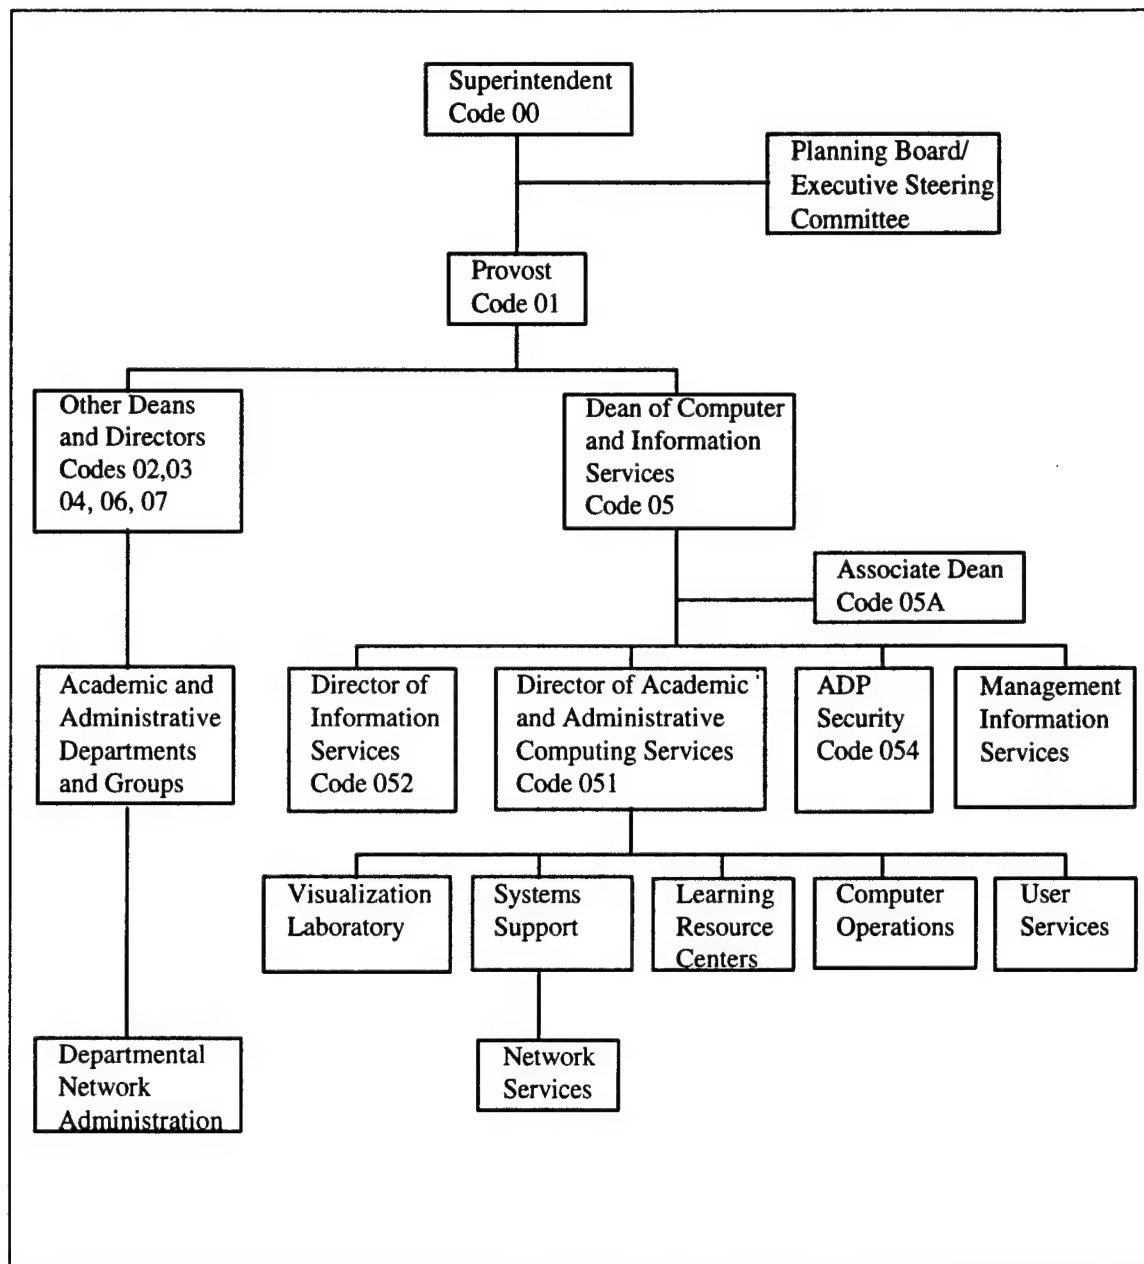 Superintendent
Code 00
Planning Board/
Executive Steering
Committee
Provost
Code 01
Other Deans
and Directors
Codes 02,03
04, 06, 07
Dean of Computer
and Information
Services
Code 05
Associate Dean
Code 05A
Academic and
Administrative
Departments
and Groups
Director of
Information
Services
Code 052
Director of Academic
and Administrative
Computing Services
Code 051
ADP
Security
Code 054
Management
Information
Services
Visualization
Laboratory
Systems
Support
Learning
Resource
Centers
Computer
Operations
User
Services
Departmental
Network
Administration
Network
Services